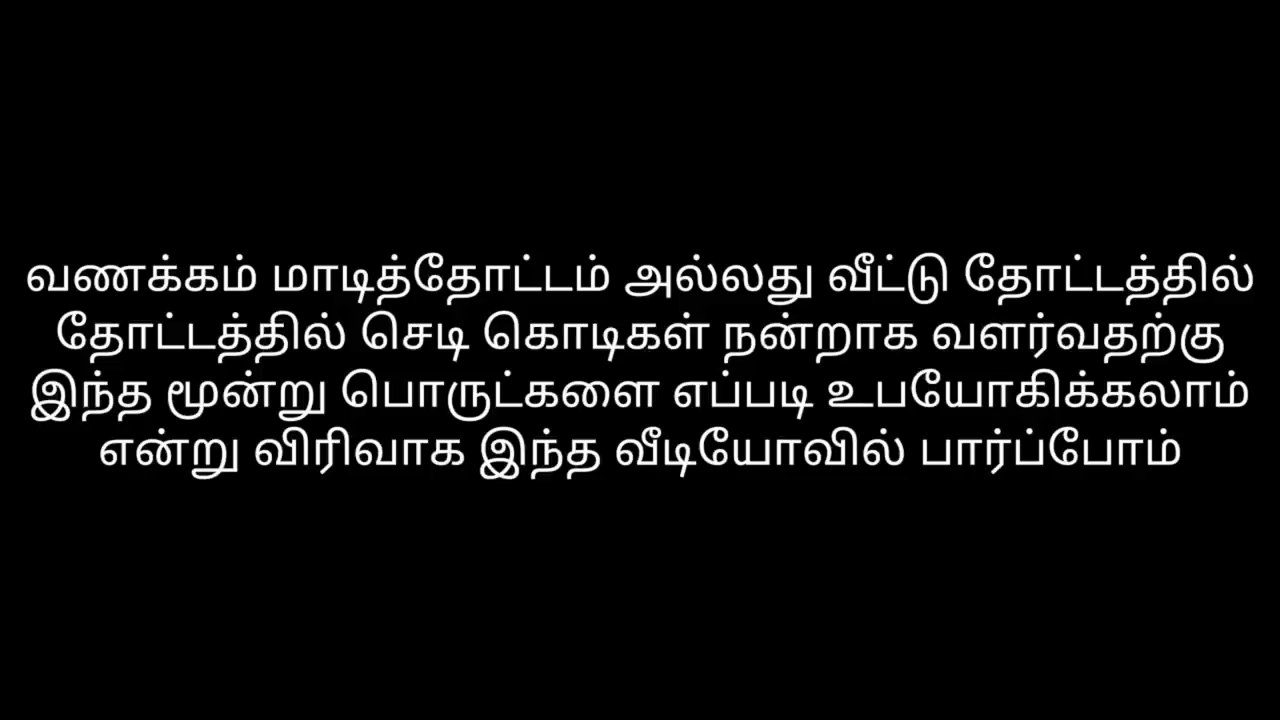 வணக்கம் மாடித்தோட்டம் அல்லது வீட்டு தோட்டத்தில்
தோட்டத்தில் செடி கொடிகள் நன்றாக வளர்வதற்கு
இந்த மூன்று பொருட்களை எப்படி உபயோகிக்கலாம்
என்று விரிவாக இந்த வீடியோவில் பார்ப்போம்